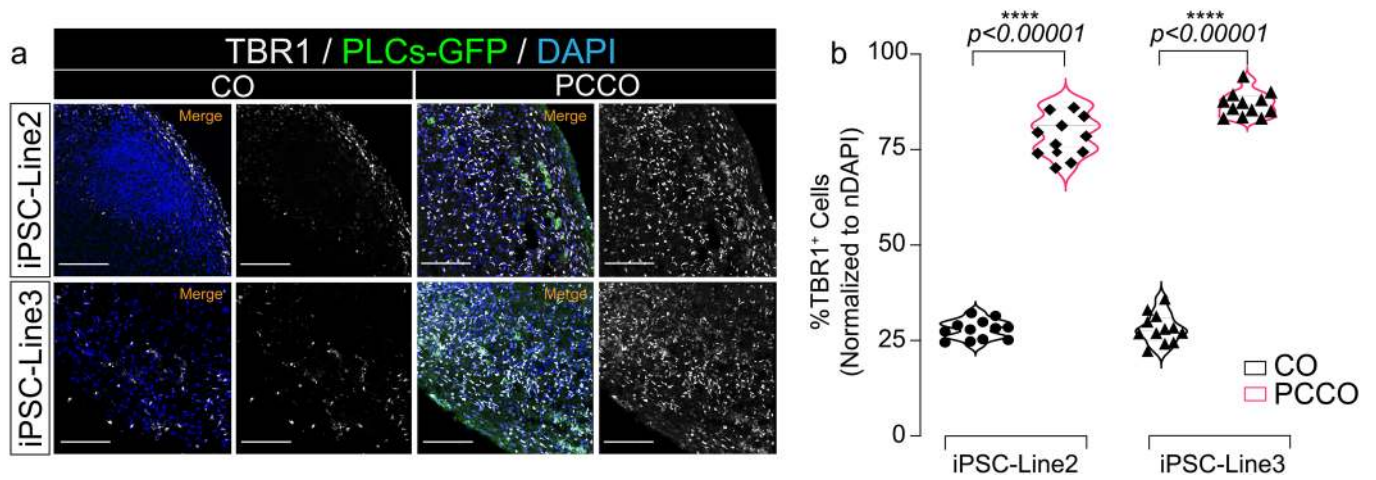 a
TBR1 / PLCs-GFP / DAPI
CO PCCO
iPSC-Line2
Merge Merge
iPSC-Line3
Merge Merge
b
**** ****
p<0.00001 p<0.00001
%TBR1⁺ Cells
(Normalized to nDAPI)
100
75
50
25
0
CO
PCCO
iPSC-Line2 iPSC-Line3